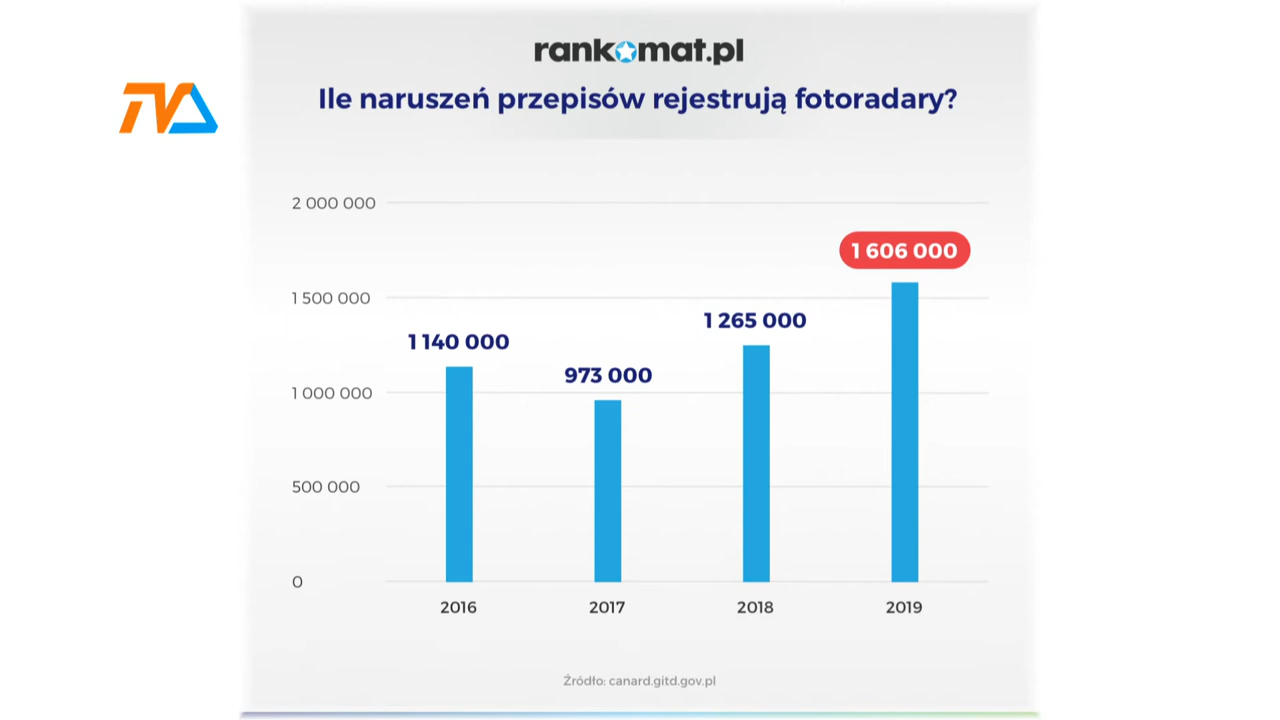 rankomat.pl
TVA
Ile naruszeń przepisów rejestrują fotoradary?
2 000 000
1 606 000
1 500 000
1 265 000
1 140 000
973 000
1 000 000
500 000
0
2016 2017 2018 2019
Źródło: canard.gitd.gov.pl